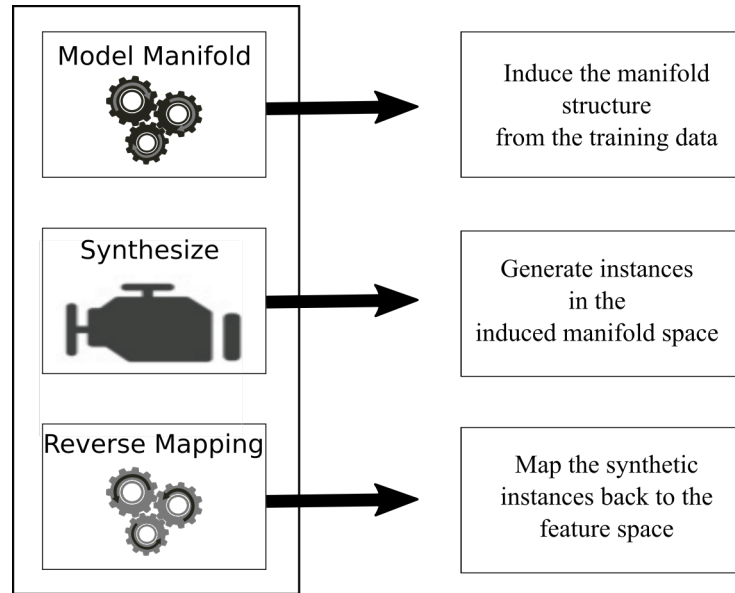 Model Manifold
Induce the manifold
structure
from the training data
Synthesize
Generate instances
in the
induced manifold space
Reverse Mapping
Map the synthetic
instances back to the
feature space